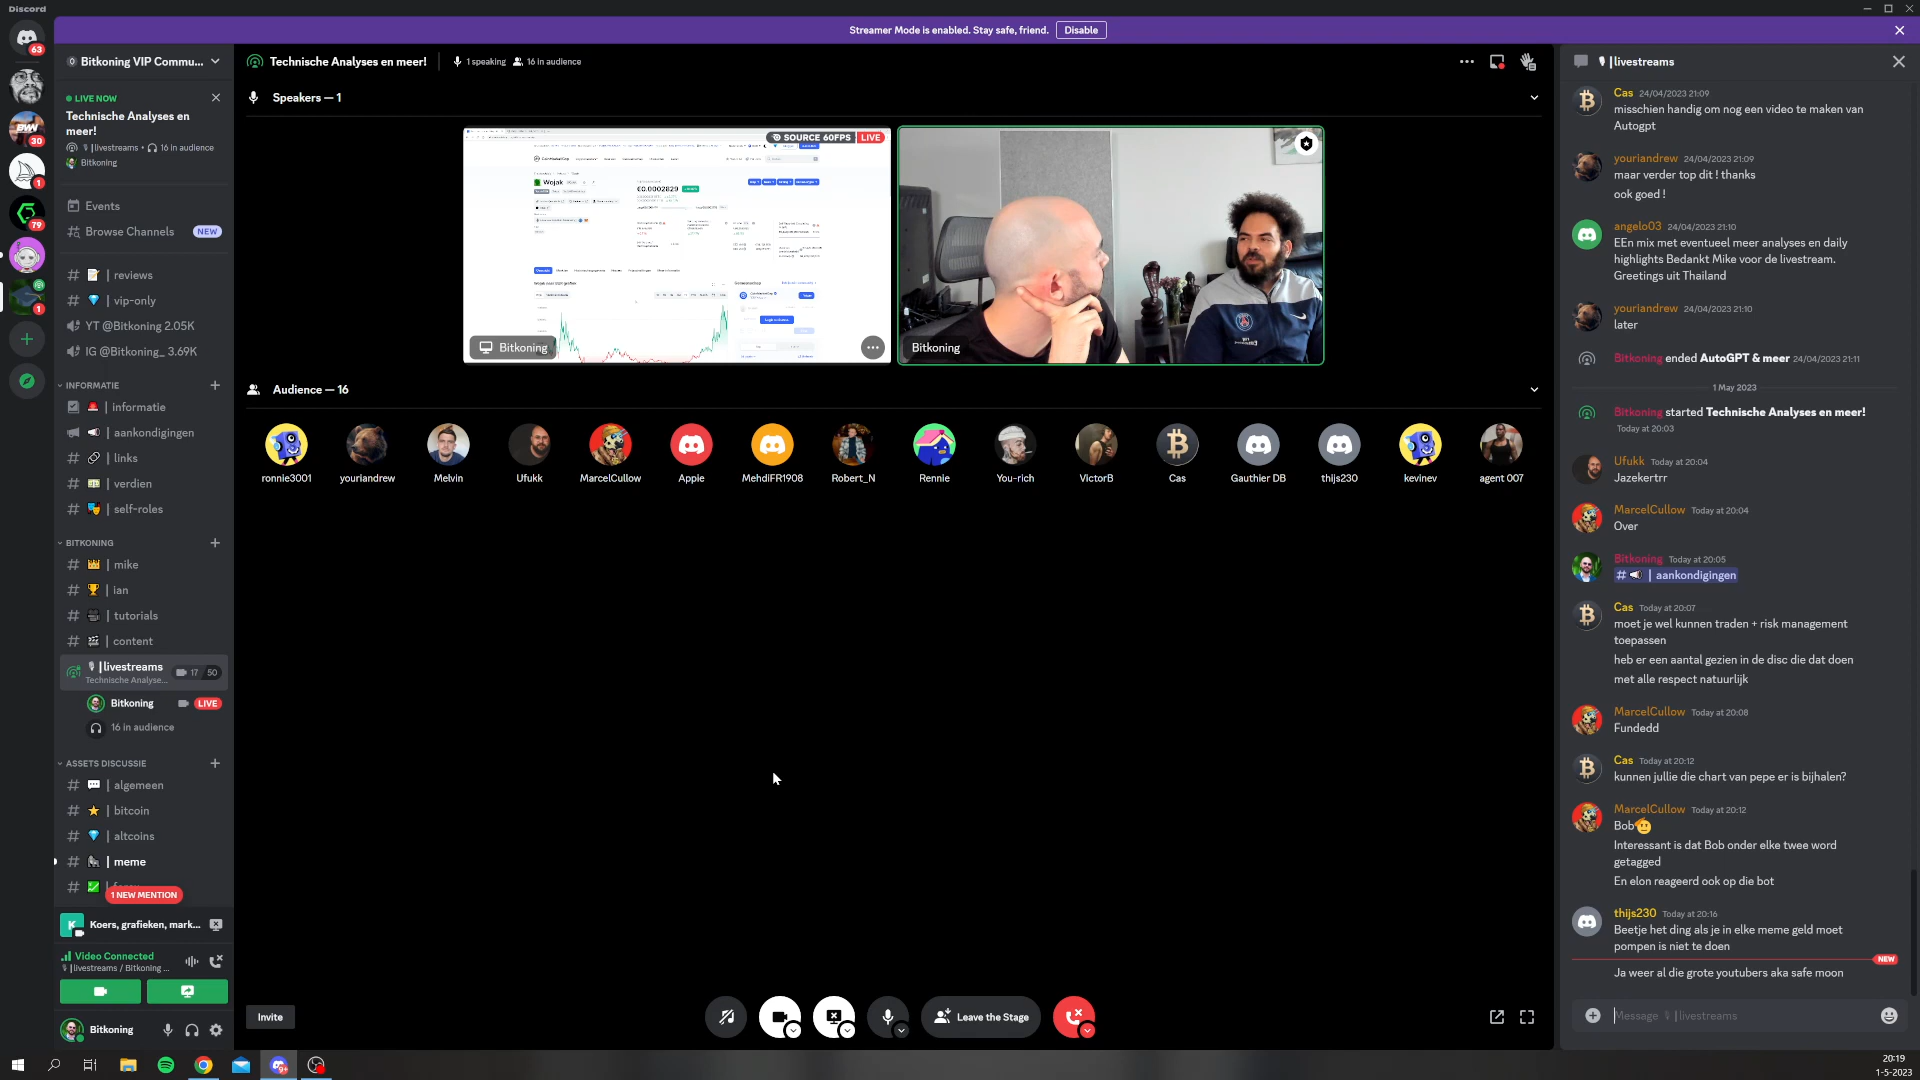 Discord
Streamer Mode is enabled. Stay safe, friend.
Disable
63
30
1
79
1
Bitkoning VIP Commu...
LIVE NOW
Technische Analyses en
meer!
|livestreams • 16 in audience
Bitkoning
Events
Browse Channels NEW
# | reviews
# | vip-only
YT @Bitkoning 2.05K
IG @Bitkoning_ 3.69K
INFORMATIE
| informatie
| aankondigingen
# | links
# | verdien
# | self-roles
BITKONING
# | mike
# | ian
# | tutorials
# | content
|livestreams 17 50
Technische Analyse...
Bitkoning LIVE
16 in audience
ASSETS DISCUSSIE
# | algemeen
# | bitcoin
# | altcoins
# | meme
#
1 NEW MENTION
K Koers, grafieken, mark...
Video Connected
|livestreams / Bitkoning ...
Bitkoning
Technische Analyses en meer! 1 speaking 16 in audience
Speakers — 1
SOURCE 60FPS LIVE
CoinMarketCap
Wojak
€0.0002829
Bitkoning
Bitkoning
Audience — 16
ronnie3001
youriandrew
Melvin
Ufukk
MarcelCullow
Appie
MehdiFR1908
Robert_N
Rennie
You-rich
VictorB
Cas
Gauthier DB
thijs230
kevinev
agent 007
Invite
Leave the Stage
|livestreams
Cas 24/04/2023 21:09
misschien handig om nog een video te maken van
Autogpt
youriandrew 24/04/2023 21:09
maar verder top dit ! thanks
ook goed !
angelo03 24/04/2023 21:10
EEn mix met eventueel meer analyses en daily
highlights Bedankt Mike voor de livestream.
Greetings uit Thailand
youriandrew 24/04/2023 21:10
later
Bitkoning ended AutoGPT & meer 24/04/2023 21:11
1 May 2023
Bitkoning started Technische Analyses en meer!
Today at 20:03
Ufukk Today at 20:04
Jazekertrr
MarcelCullow Today at 20:04
Over
Bitkoning Today at 20:05
# | aankondigingen
Cas Today at 20:07
moet je wel kunnen traden + risk management
toepassen
heb er een aantal gezien in de disc die dat doen
met alle respect natuurlijk
MarcelCullow Today at 20:08
Fundedd
Cas Today at 20:12
kunnen jullie die chart van pepe er is bijhalen?
MarcelCullow Today at 20:12
Bob
Interessant is dat Bob onder elke twee word
getagged
En elon reageerd ook op die bot
thijs230 Today at 20:16
Beetje het ding als je in elke meme geld moet
pompen is niet te doen
NEW
Ja weer al die grote youtubers aka safe moon
Message |livestreams
9+
20:19
1-5-2023